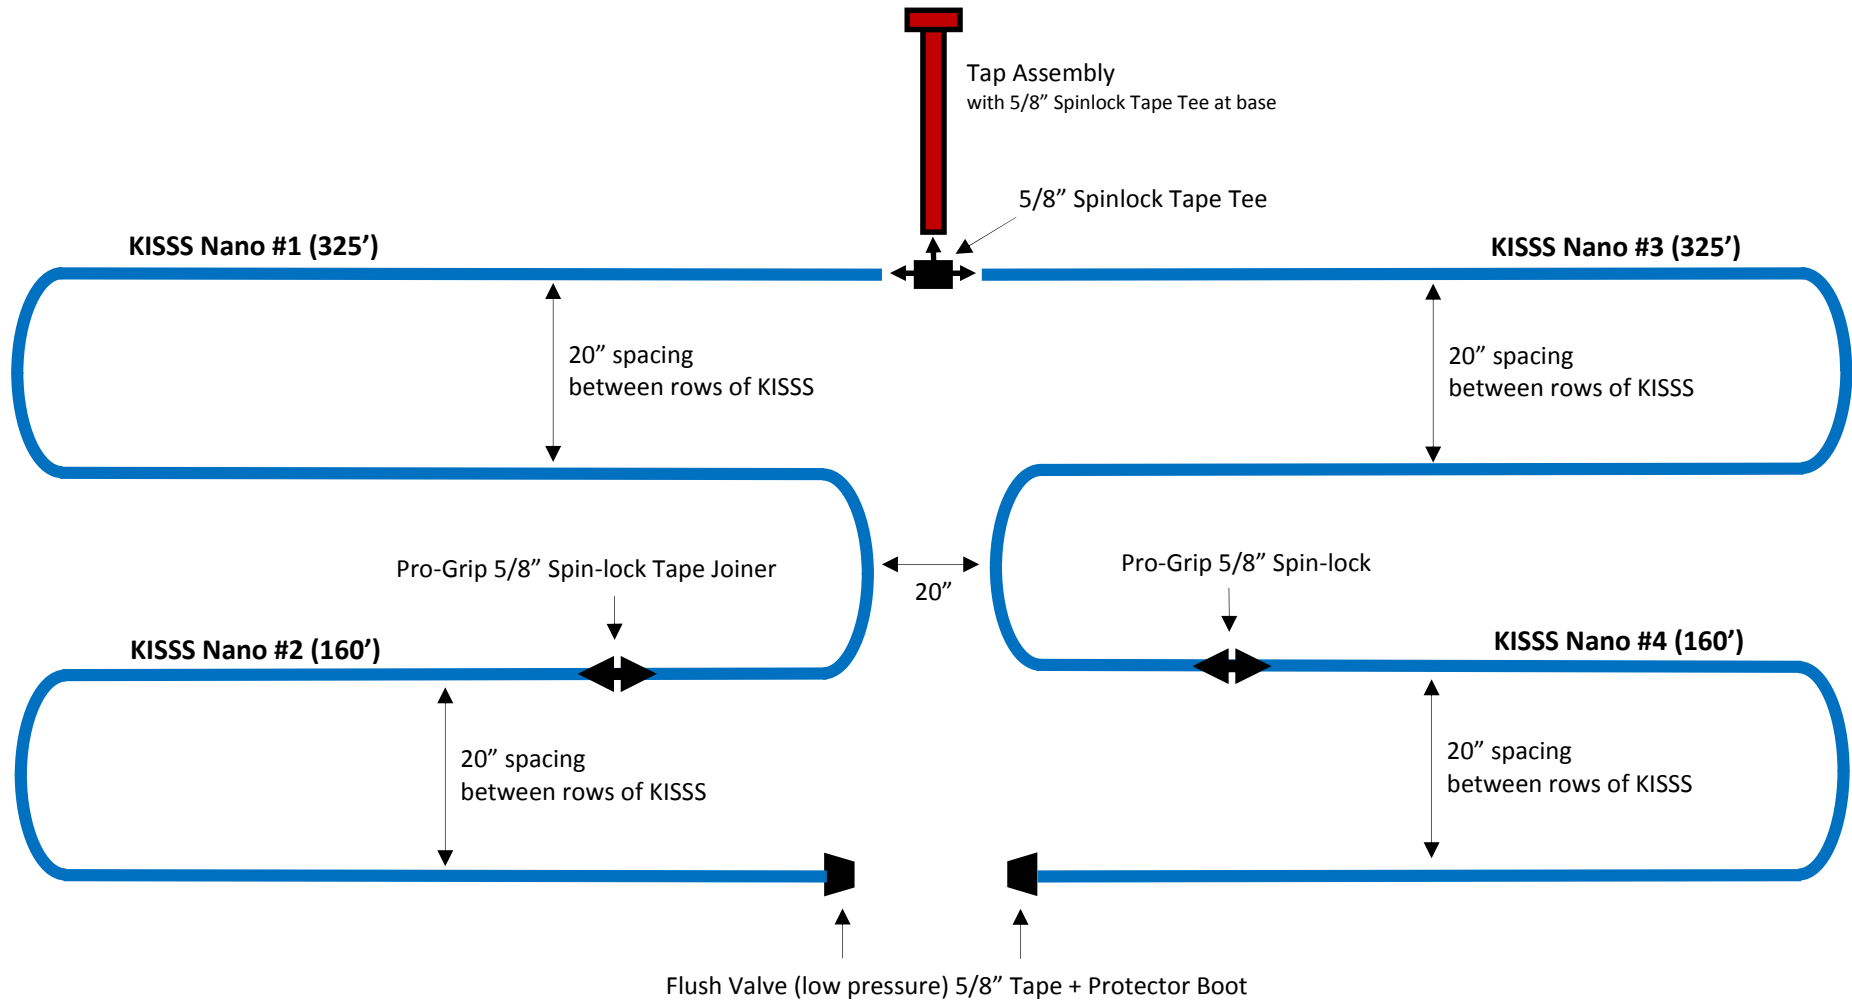 Tap Assembly
with 5/8” Spinlock Tape Tee at base
5/8” Spinlock Tape Tee
KISSS Nano #1 (325’)
KISSS Nano #3 (325’)
20” spacing
between rows of KISSS
20” spacing
between rows of KISSS
Pro-Grip 5/8” Spin-lock Tape Joiner
20”
Pro-Grip 5/8” Spin-lock
KISSS Nano #2 (160’)
KISSS Nano #4 (160’)
20” spacing
between rows of KISSS
20” spacing
between rows of KISSS
Flush Valve (low pressure) 5/8” Tape + Protector Boot